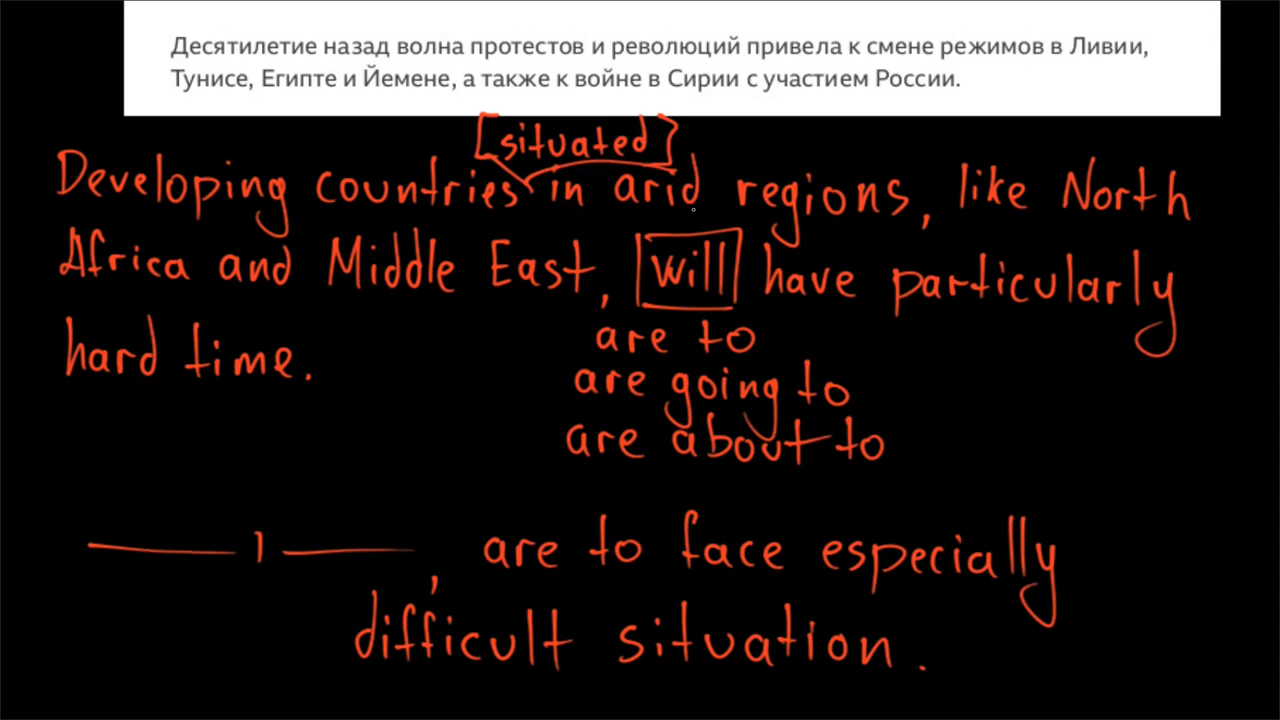 Десятилетие назад волна протестов и революций привела к смене режимов в Ливии,
Тунисе, Египте и Йемене, а также к войне в Сирии с участием России.
[situated]
Developing countries in arid regions, like North
Africa and Middle East, will have particularly
hard time.
are to
are going to
are about to
— ı —, are to face especially
difficult situation.